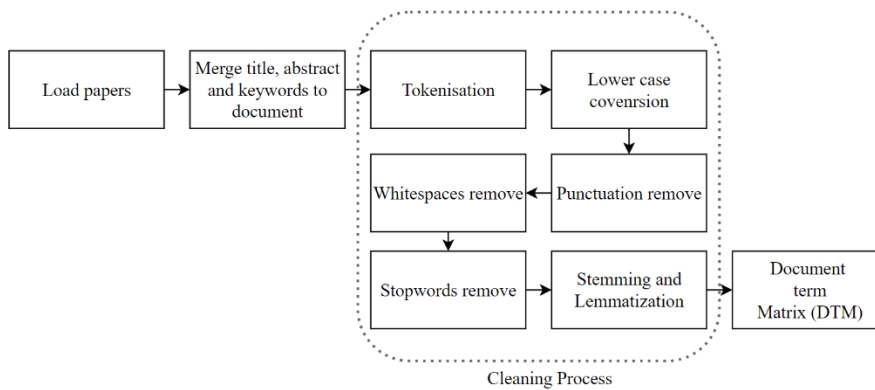 Load papers
Merge title, abstract
and keywords to
document
Tokenisation
Lower case
covenrsion
Whitespaces remove
Punctuation remove
Stopwords remove
Stemming and
Lemmatization
Document
term
Matrix (DTM)
Cleaning Process